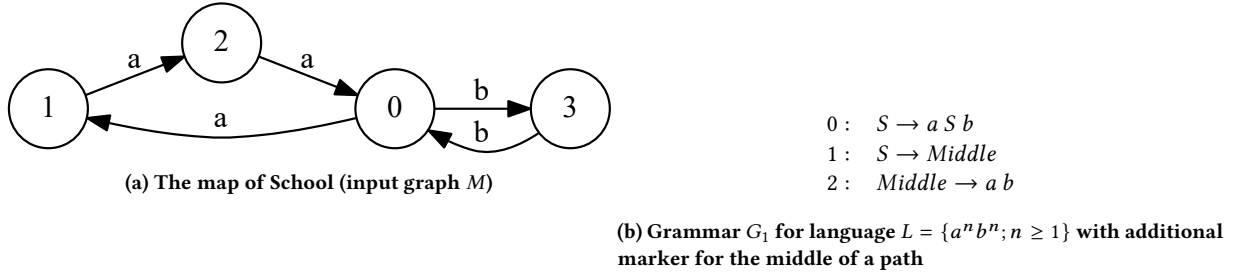 2
a
a
1
0
b
3
a
b
(a) The map of School (input graph M)
0 : S → a S b
1 : S → Middle
2 : Middle → a b
(b) Grammar G₁ for language L = {aⁿbⁿ; n ≥ 1} with additional
marker for the middle of a path